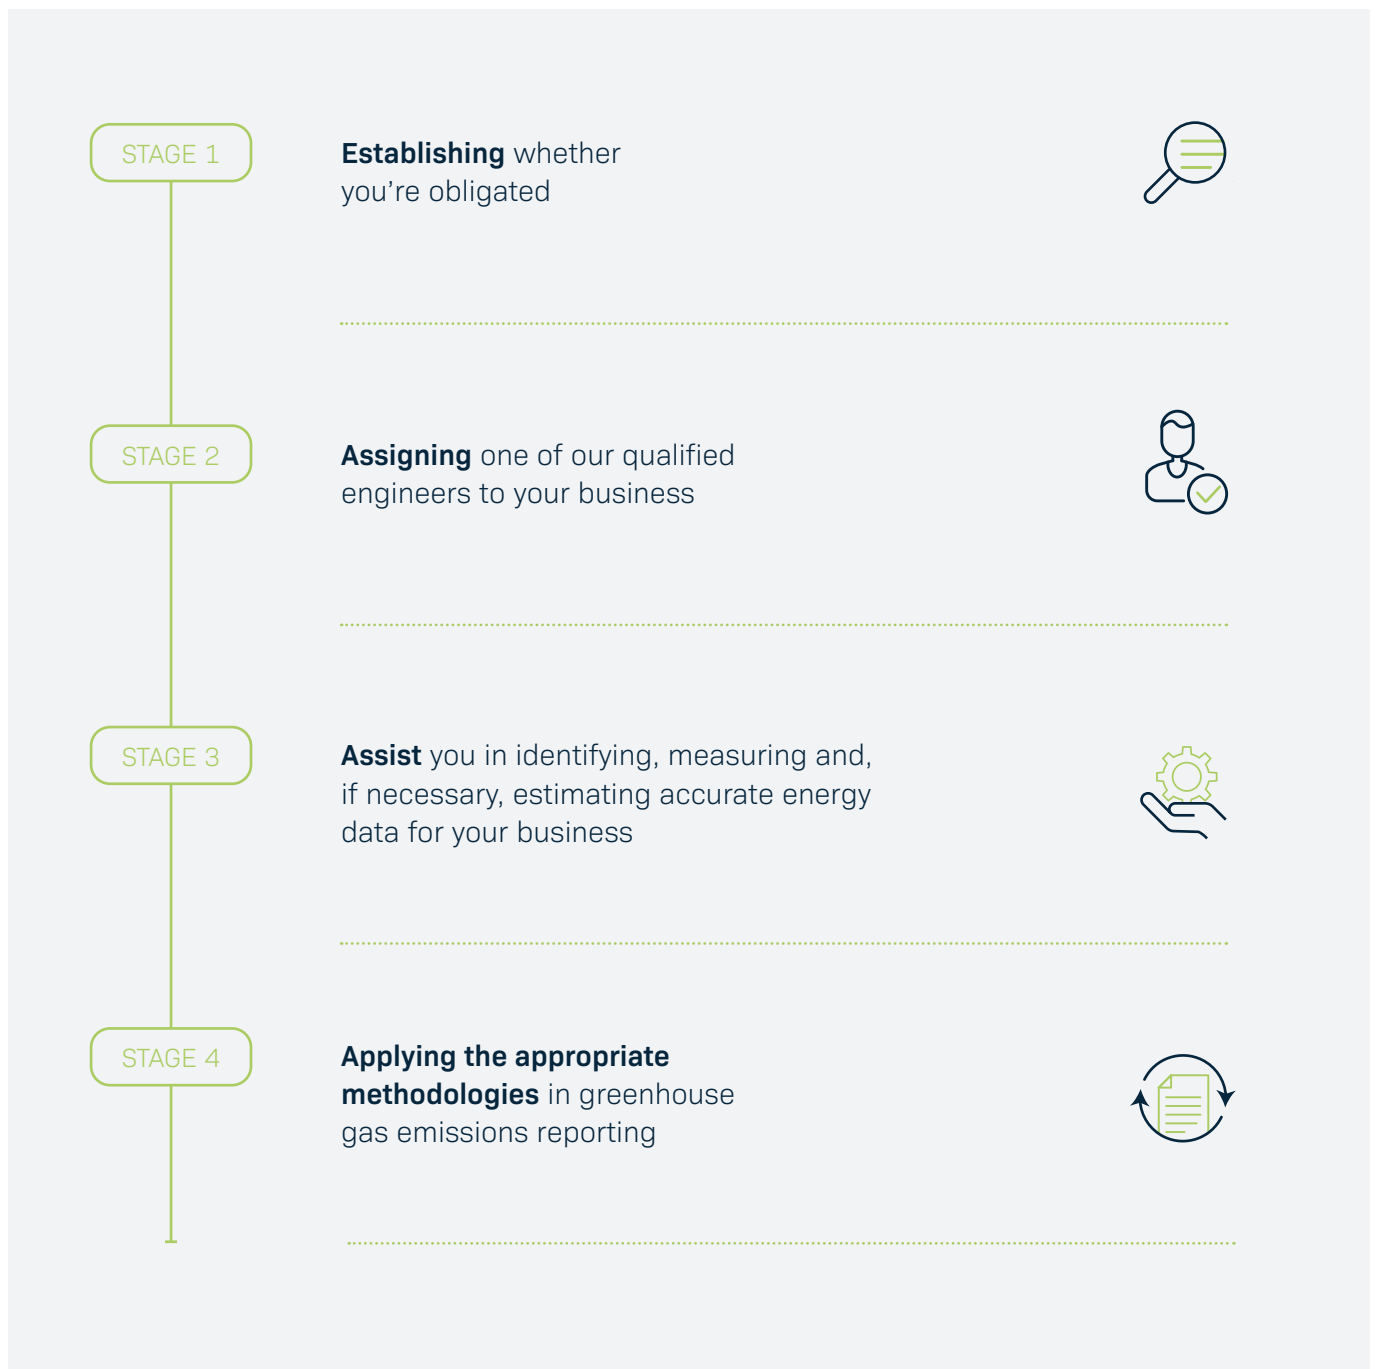 STAGE 1
Establishing whether
you’re obligated
STAGE 2
Assigning one of our qualified
engineers to your business
STAGE 3
Assist you in identifying, measuring and,
if necessary, estimating accurate energy
data for your business
STAGE 4
Applying the appropriate
methodologies in greenhouse
gas emissions reporting